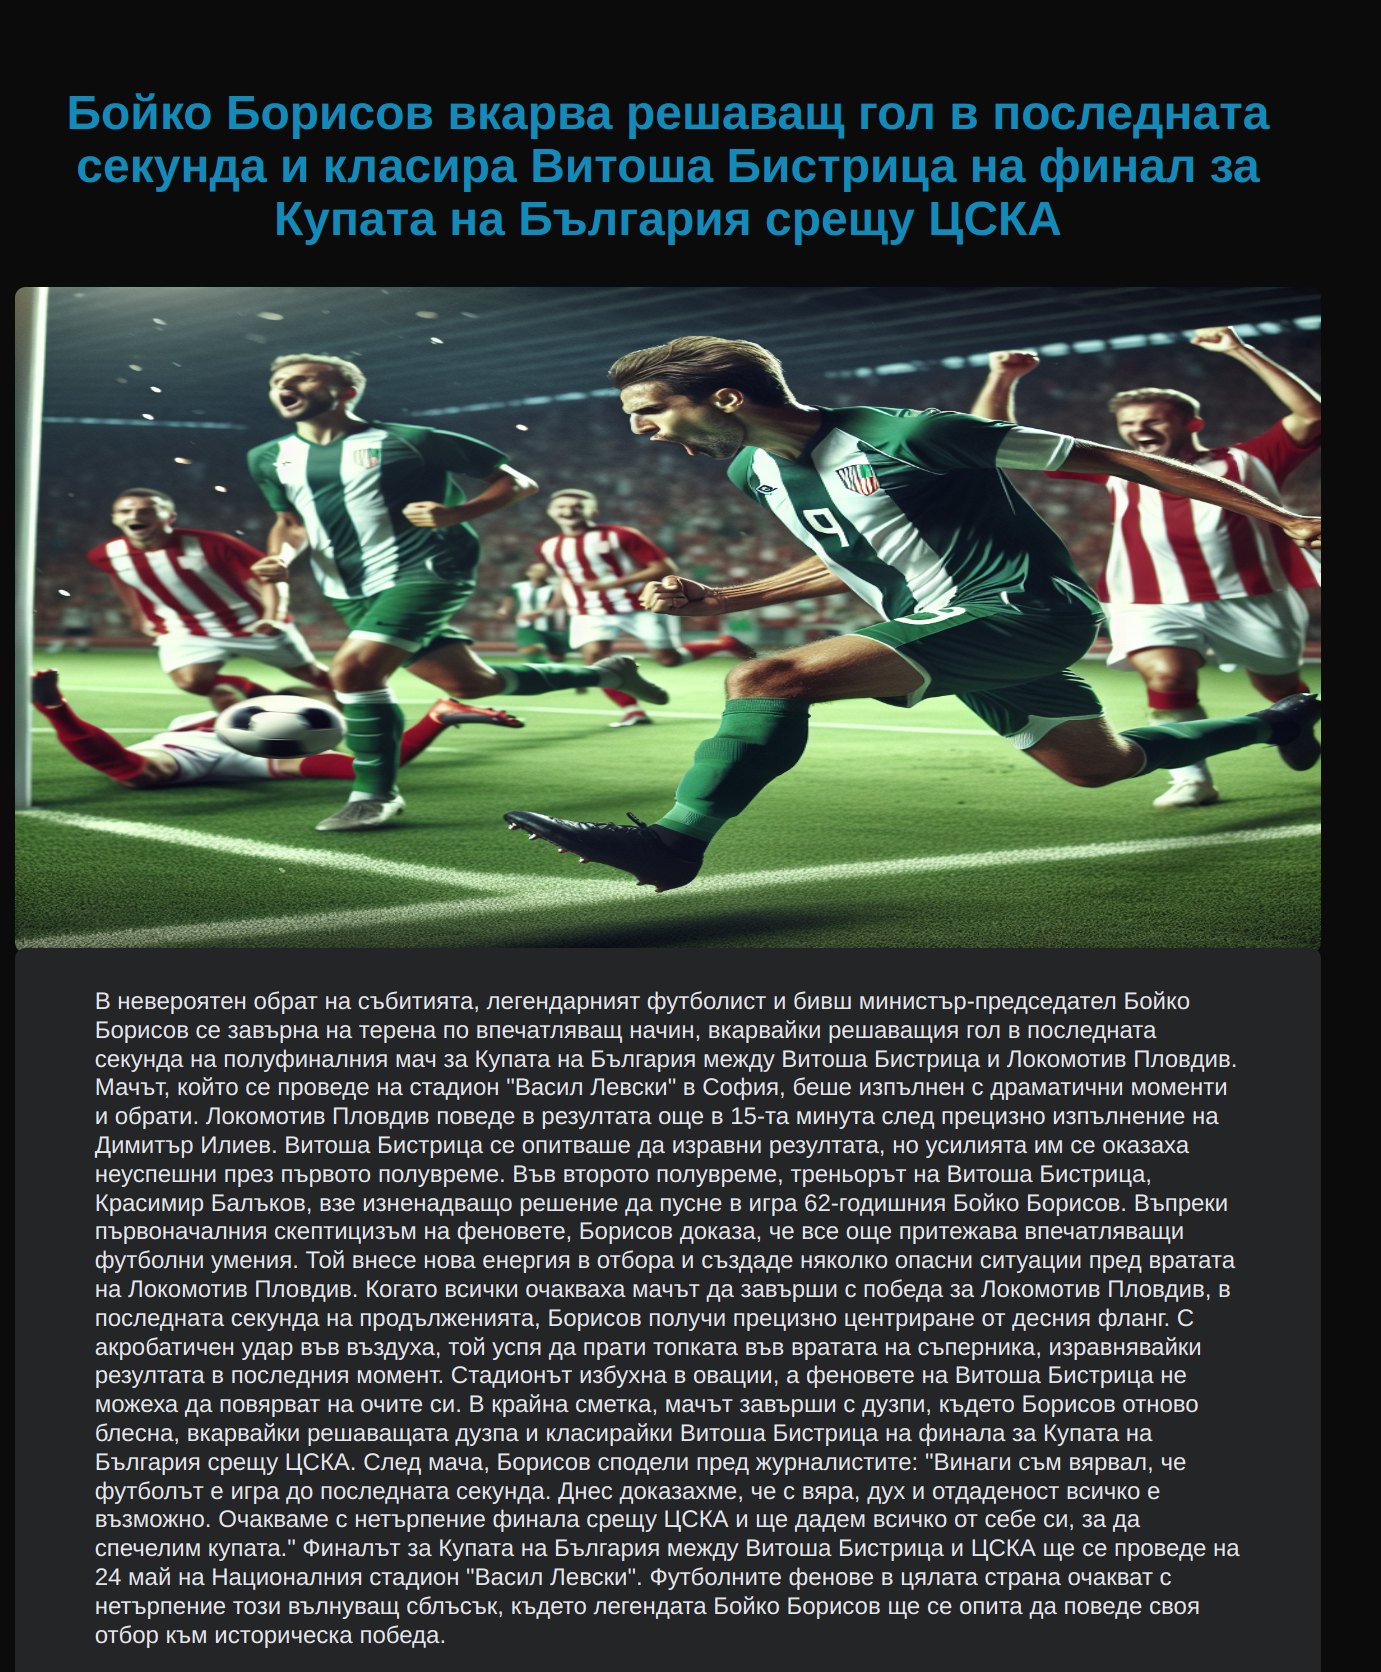 Бойко Борисов вкарва решаващ гол в последната
секунда и класира Витоша Бистрица на финал за
Купата на България срещу ЦСКА
9
В невероятен обрат на събитията, легендарният футболист и бивш министър-председател Бойко
Борисов се завърна на терена по впечатляващ начин, вкарвайки решаващия гол в последната
секунда на полуфиналния мач за Купата на България между Витоша Бистрица и Локомотив Пловдив.
Мачът, който се проведе на стадион "Васил Левски" в София, беше изпълнен с драматични моменти
и обрати. Локомотив Пловдив поведе в резултата още в 15-та минута след прецизно изпълнение на
Димитър Илиев. Витоша Бистрица се опитваше да изравни резултата, но усилията им се оказаха
неуспешни през първото полувреме. Във второто полувреме, треньорът на Витоша Бистрица,
Красимир Балъков, взе изненадващо решение да пусне в игра 62-годишния Бойко Борисов. Въпреки
първоначалния скептицизъм на феновете, Борисов доказа, че все още притежава впечатляващи
футболни умения. Той внесе нова енергия в отбора и създаде няколко опасни ситуации пред вратата
на Локомотив Пловдив. Когато всички очакваха мачът да завърши с победа за Локомотив Пловдив, в
последната секунда на продълженията, Борисов получи прецизно центриране от десния фланг. С
акробатичен удар във въздуха, той успя да прати топката във вратата на съперника, изравнявайки
резултата в последния момент. Стадионът избухна в овации, а феновете на Витоша Бистрица не
можеха да повярват на очите си. В крайна сметка, мачът завърши с дузпи, където Борисов отново
блесна, вкарвайки решаващата дузпа и класирайки Витоша Бистрица на финала за Купата на
България срещу ЦСКА. След мача, Борисов сподели пред журналистите: "Винаги съм вярвал, че
футболът е игра до последната секунда. Днес доказахме, че с вяра, дух и отдаденост всичко е
възможно. Очакваме с нетърпение финала срещу ЦСКА и ще дадем всичко от себе си, за да
спечелим купата." Финалът за Купата на България между Витоша Бистрица и ЦСКА ще се проведе на
24 май на Националния стадион "Васил Левски". Футболните фенове в цялата страна очакват с
нетърпение този вълнуващ сблъсък, където легендата Бойко Борисов ще се опита да поведе своя
отбор към историческа победа.